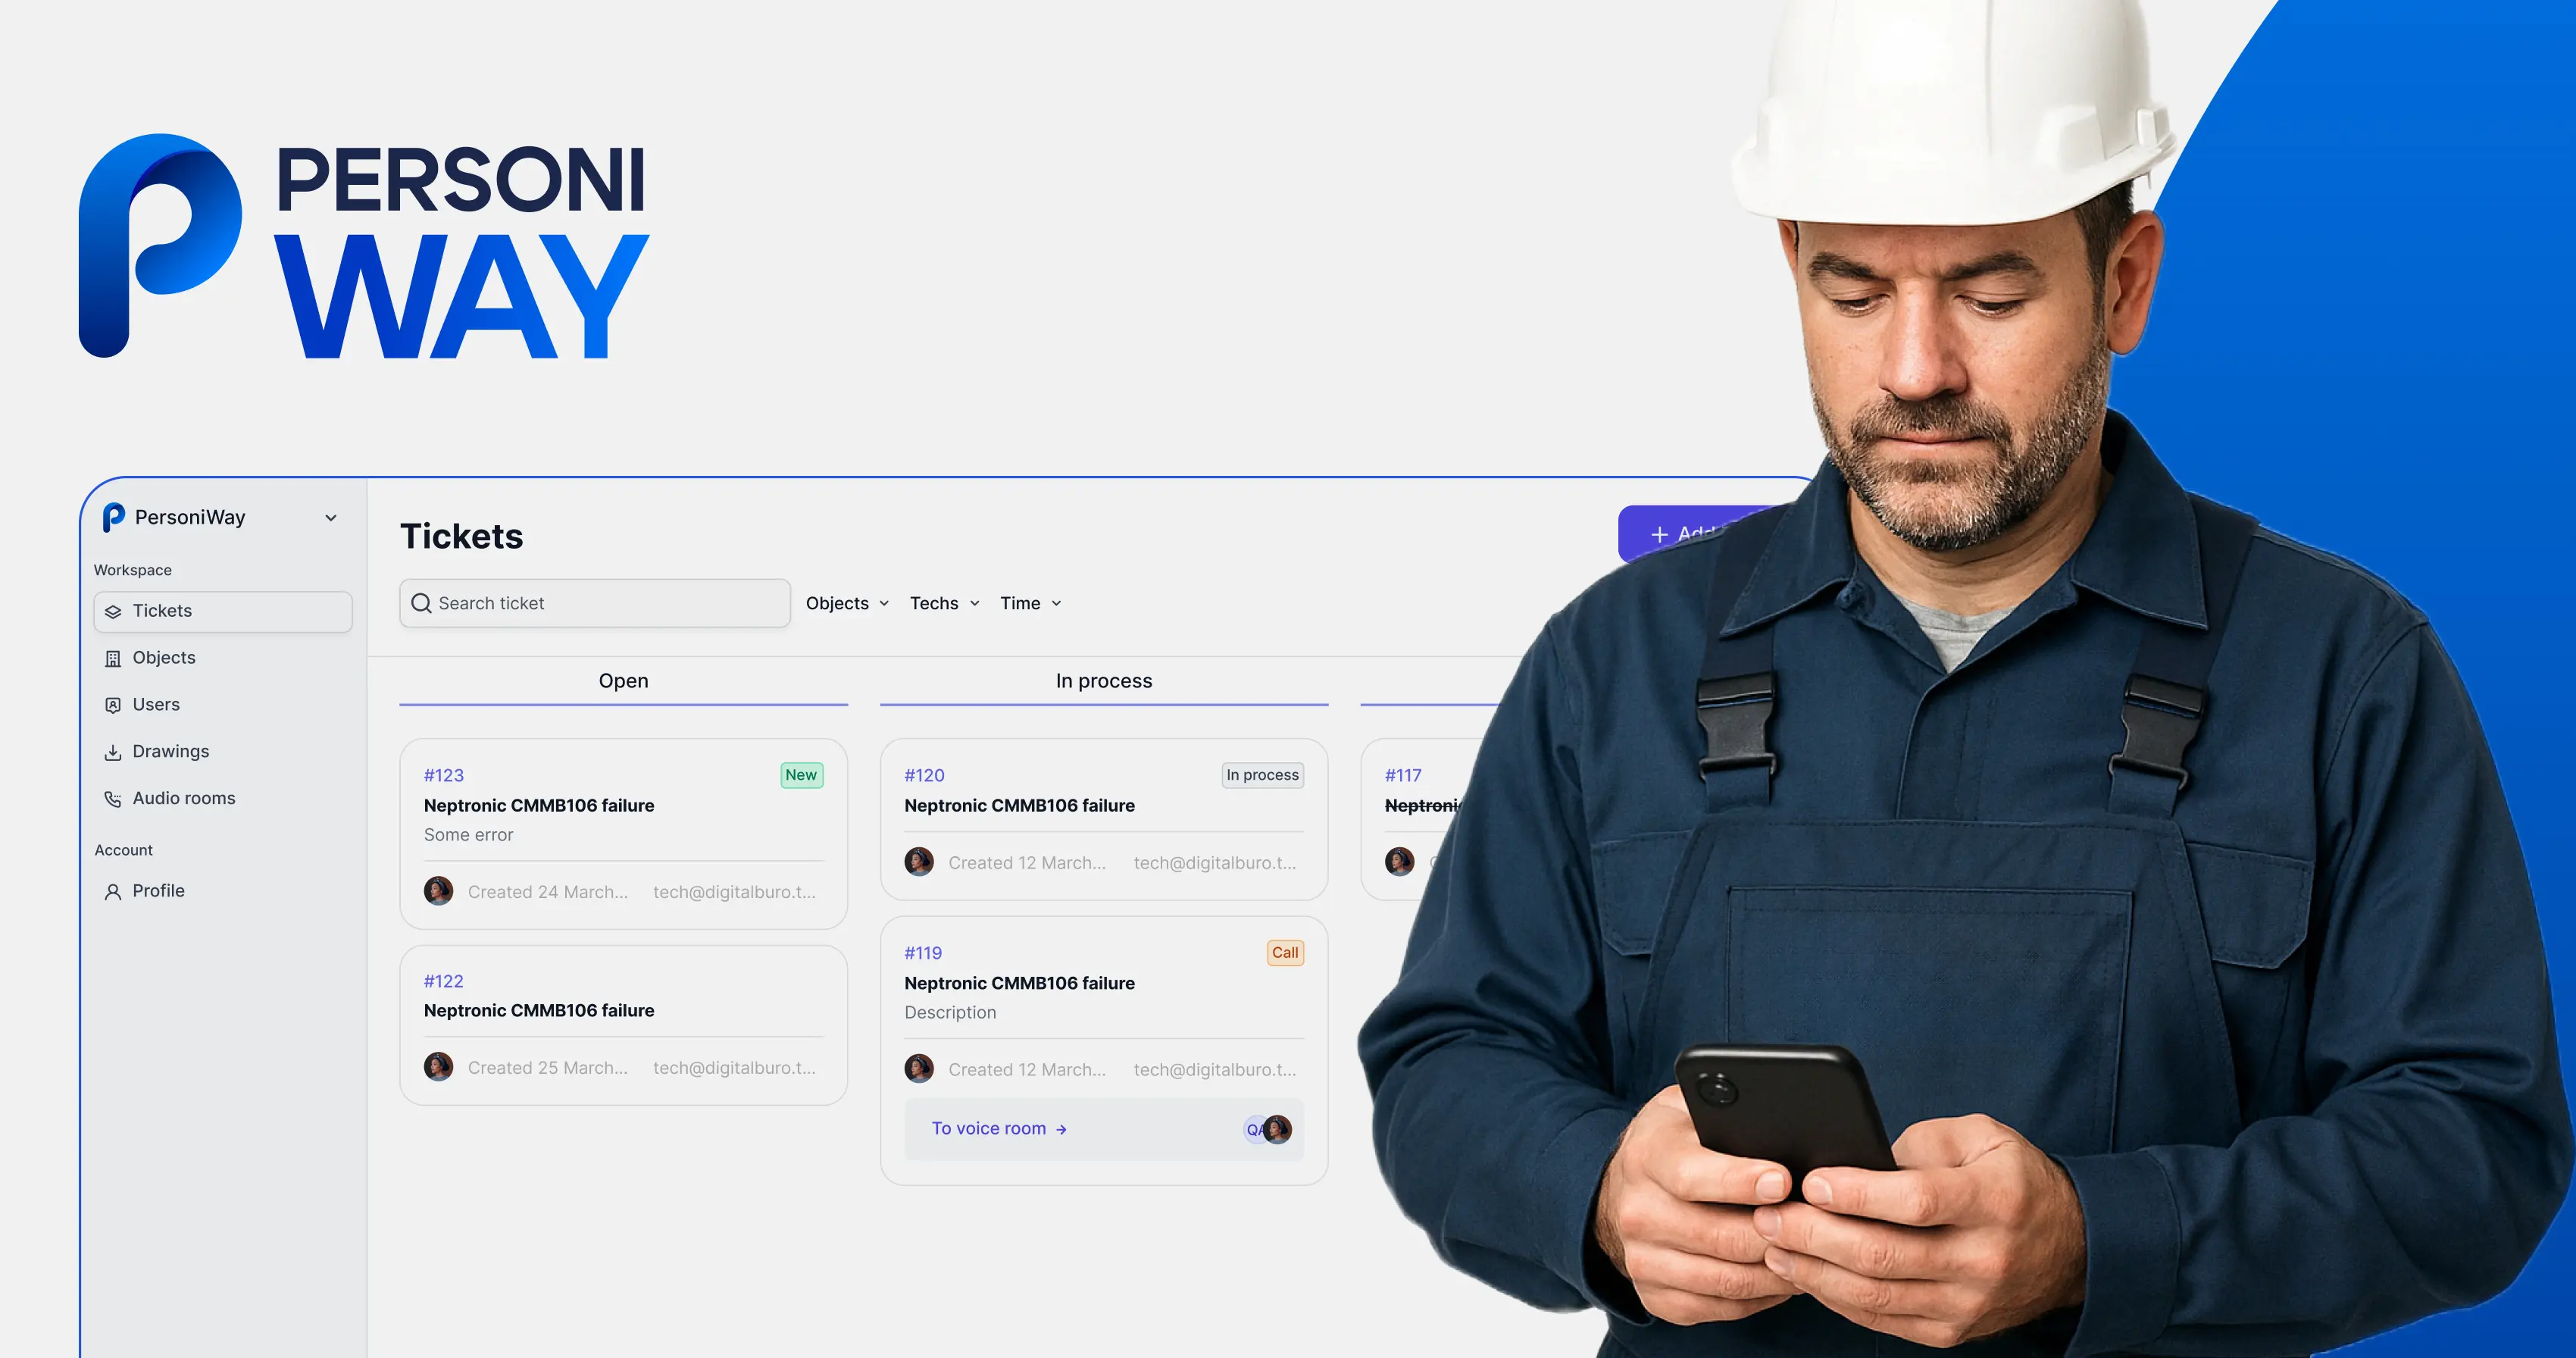 PERSONI
WAY
PersoniWay
Workspace
Tickets
Objects
Users
Drawings
Audio rooms
Account
Profile
Tickets
+ Add
Search ticket
Objects
Techs
Time
Open
In process
#123
New
Neptronic CMMB106 failure
Some error
Created 24 March...
tech@digitalburo.t...
#122
Neptronic CMMB106 failure
Created 25 March...
tech@digitalburo.t...
#120
In process
Neptronic CMMB106 failure
Created 12 March...
tech@digitalburo.t...
#119
Call
Neptronic CMMB106 failure
Description
Created 12 March...
tech@digitalburo.t...
To voice room →
QA
#117
Neptronic